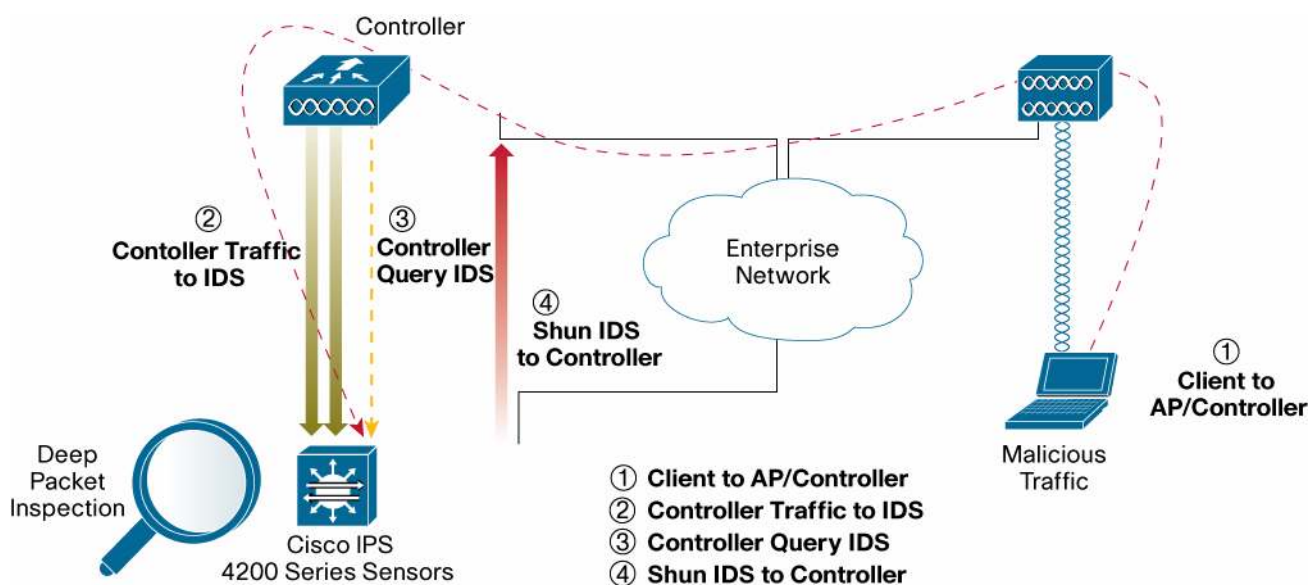 Controller
②
Contoller Traffic
to IDS
③
Controller
Query IDS
④
Shun IDS
to Controller
Enterprise
Network
①
Client to
AP/Controller
Malicious
Traffic
Deep
Packet
Inspection
Cisco IPS
4200 Series Sensors
① Client to AP/Controller
② Controller Traffic to IDS
③ Controller Query IDS
④ Shun IDS to Controller